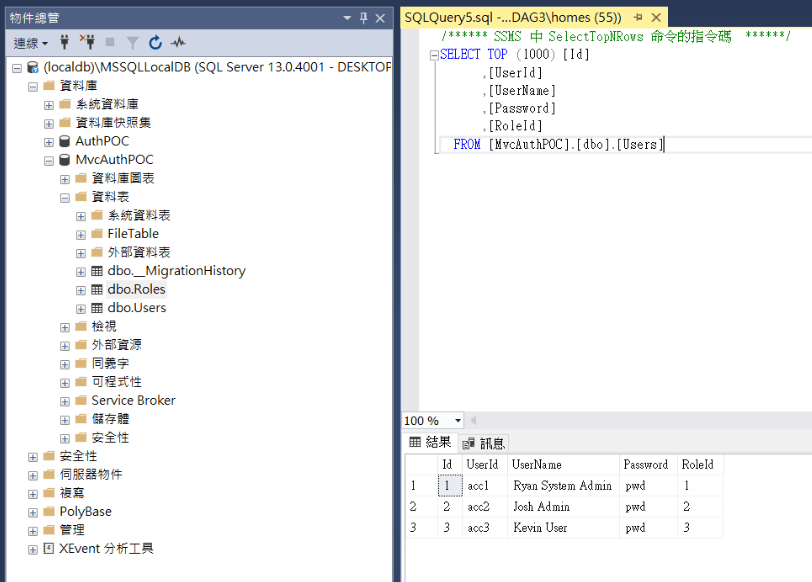 物件總管
連線
(localdb)\MSSQLLocalDB (SQL Server 13.0.4001 - DESKTOP
資料庫
系統資料庫
資料庫快照集
AuthPOC
MvcAuthPOC
資料庫圖表
資料表
系統資料表
FileTable
外部資料表
dbo.__MigrationHistory
dbo.Roles
dbo.Users
檢視
外部資源
同義字
可程式性
Service Broker
儲存體
安全性
安全性
伺服器物件
複寫
PolyBase
管理
XEvent 分析工具
SQLQuery5.sql -...DAG3\homes (55))
/****** SSMS 中 SelectTopNRows 命令的指令碼 ******/
SELECT TOP (1000) [Id]
,[UserId]
,[UserName]
,[Password]
,[RoleId]
FROM [MvcAuthPOC].[dbo].[Users]
100 %
結果 訊息
Id UserId UserName Password RoleId
1 1 acc1 Ryan System Admin pwd 1
2 2 acc2 Josh Admin pwd 2
3 3 acc3 Kevin User pwd 3